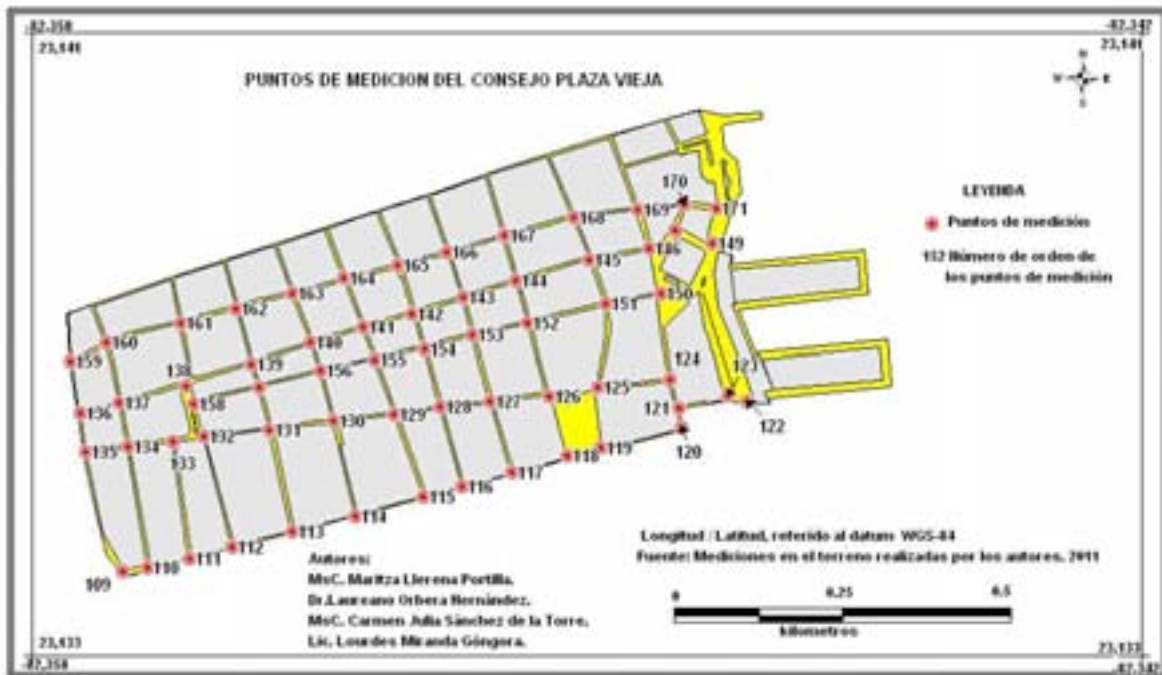 -82.358 -82.342
23,141 23,141
N
W E
S
PUNTOS DE MEDICION DEL CONSEJO PLAZA VIEJA
LEYENDA
Puntos de medición
112 Número de orden de
los puntos de medición
170
169 171
168
167 146 149
166 145
165 144 150
164 143 151
163 142 152
162 141 153
161 140 154
160 139 155
159 138 156
124 123
158 125
137 126 121 122
136 127 120
132 131 130 129 128
135 134 133
119
118
117
116
115
114
113
112
111
110
109
Autores:
MsC. Maritza Llerena Portilla.
Dr.Laureano Orbera Hernández.
MsC. Carmen Julia Sánchez de la Torre.
Lic. Lourdes Miranda Góngora.
Longitud / Latitud, referido al datum WGS-84
Fuente: Mediciones en el terreno realizadas por los autores. 2011
0 0.25 0.5
kilometros
23,133 23,133
-82,358 -82,342